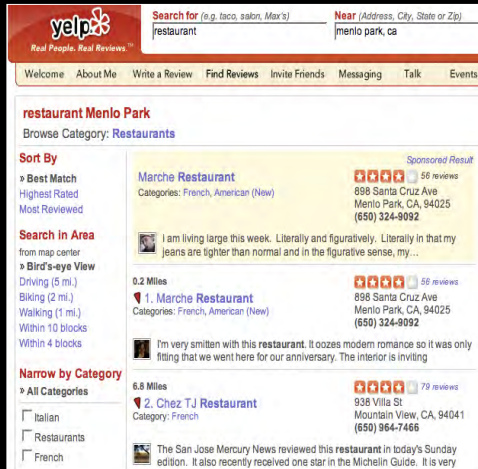 yelp
Real People. Real Reviews.™
Search for (e.g. taco, salon, Max's)
restaurant
Near (Address, City, State or Zip)
menlo park, ca
Welcome About Me Write a Review Find Reviews Invite Friends Messaging Talk Events
restaurant Menlo Park
Browse Category: Restaurants
Sort By
» Best Match
Highest Rated
Most Reviewed
Search in Area
from map center
» Bird's-eye View
Driving (5 mi.)
Biking (2 mi.)
Walking (1 mi.)
Within 10 blocks
Within 4 blocks
Narrow by Category
» All Categories
Italian
Restaurants
French
Sponsored Result
Marche Restaurant
Categories: French, American (New)
56 reviews
898 Santa Cruz Ave
Menlo Park, CA, 94025
(650) 324-9092
I am living large this week. Literally and figuratively. Literally in that my
jeans are tighter than normal and in the figurative sense, my…
0.2 Miles
1. Marche Restaurant
Categories: French, American (New)
56 reviews
898 Santa Cruz Ave
Menlo Park, CA, 94025
(650) 324-9092
I'm very smitten with this restaurant. It oozes modern romance so it was only
fitting that we went here for our anniversary. The interior is inviting
6.8 Miles
2. Chez TJ Restaurant
Category: French
79 reviews
938 Villa St
Mountain View, CA, 94041
(650) 964-7466
The San Jose Mercury News reviewed this restaurant in today's Sunday
edition. It also recently received one star in the Michelin Guide. It is very